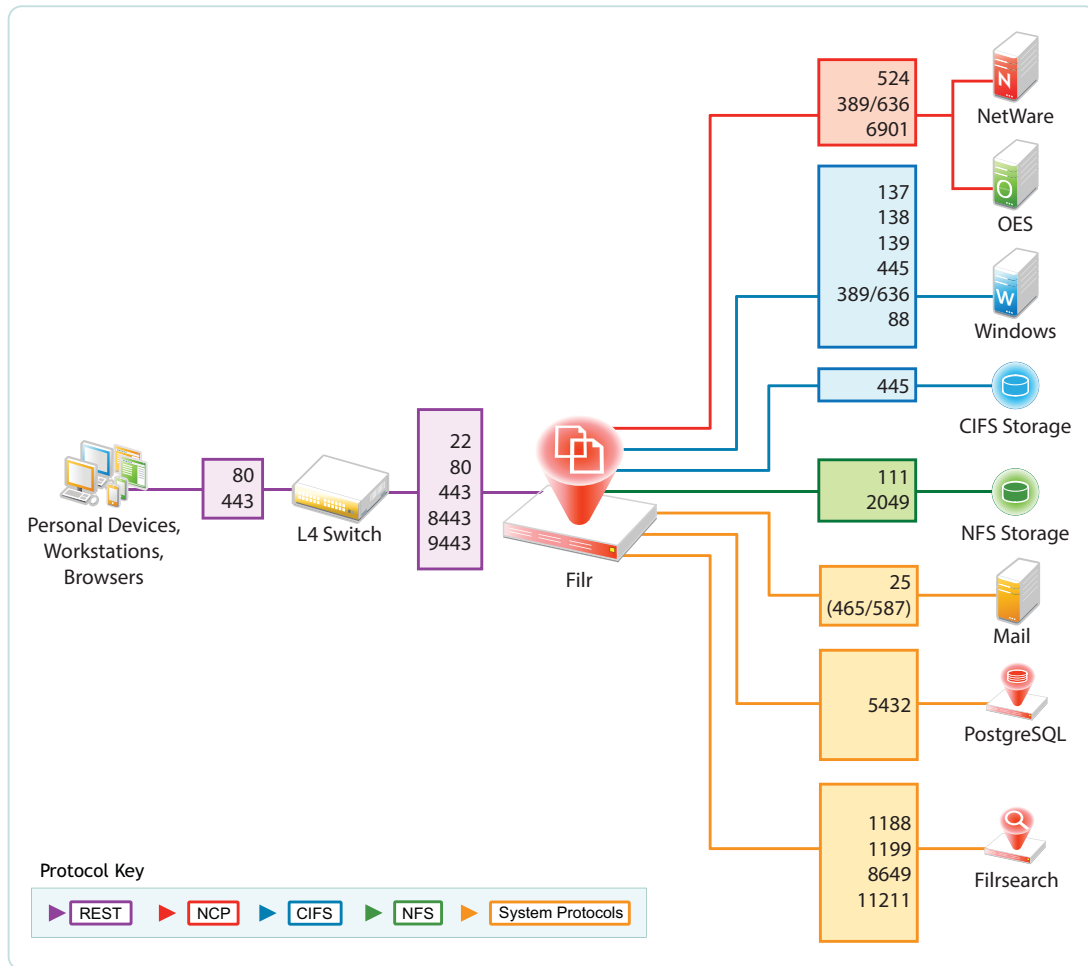 524
389/636
6901
N
NetWare
O
OES
137
138
139
445
389/636
88
W
Windows
445
CIFS Storage
80
443
Personal Devices,
Workstations,
Browsers
L4 Switch
22
80
443
8443
9443
Filr
111
2049
NFS Storage
25
(465/587)
Mail
5432
PostgreSQL
1188
1199
8649
11211
Filrsearch
Protocol Key
REST
NCP
CIFS
NFS
System Protocols